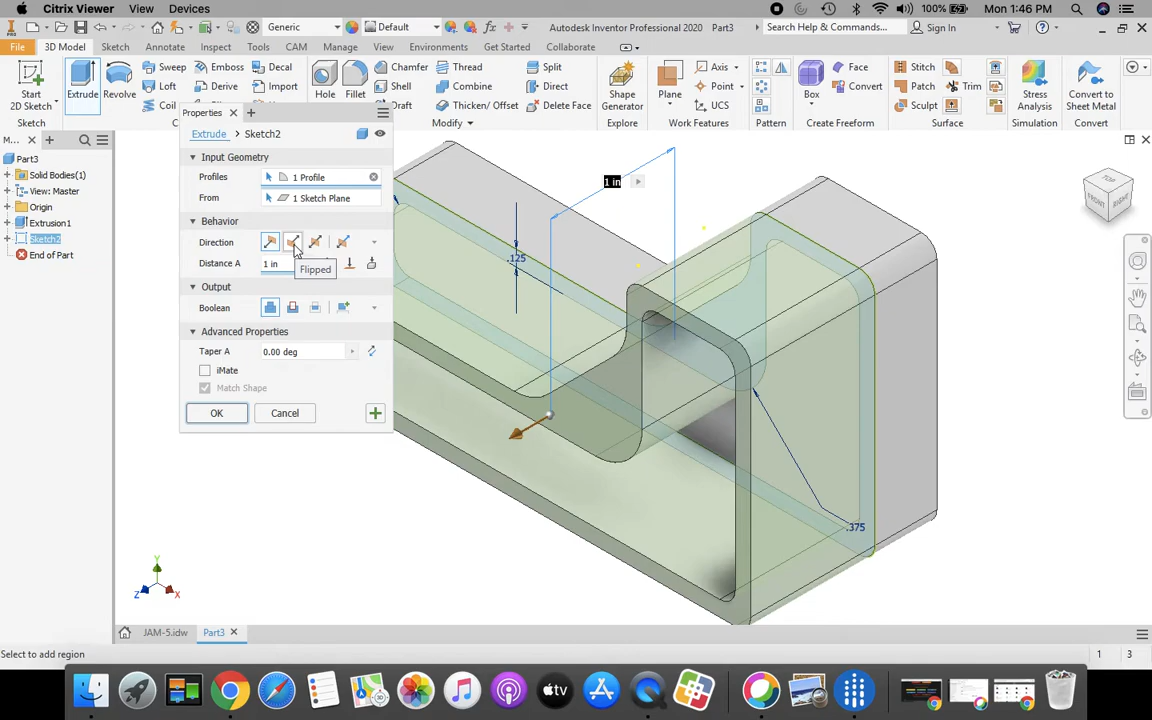 Citrix Viewer View Devices 100% Mon 1:46 PM
Generic Default Autodesk Inventor Professional 2020 Part3 Search Help & Commands... Sign In
File 3D Model Sketch Annotate Inspect Tools CAM Manage View Environments Get Started Collaborate
Sweep Emboss Decal Chamfer Thread Split Face Axis Stitch
Start 2D Sketch Extrude Revolve Loft Derive Import Hole Fillet Shell Combine Direct Shape Generator Plane Point Box Convert Patch Trim Stress Analysis Convert to Sheet Metal
Coil Draft Thicken/ Offset Delete Face UCS Sculpt
Sketch Modify Work Features Pattern Create Freeform Surface Simulation Convert
Properties
M...
Part3
Solid Bodies(1)
View: Master
Origin
Extrusion1
Sketch2
End of Part
Extrude Sketch2
Input Geometry
Profiles 1 Profile
From 1 Sketch Plane
Behavior
Direction
Distance A 1 in
Flipped
Output
Boolean
Advanced Properties
Taper A 0.00 deg
iMate
Match Shape
OK Cancel
1 in
.125
.375
TOP
FRONT
RIGHT
Y
Z
X
JAM-5.idw Part3
Select to add region 1 3
tv